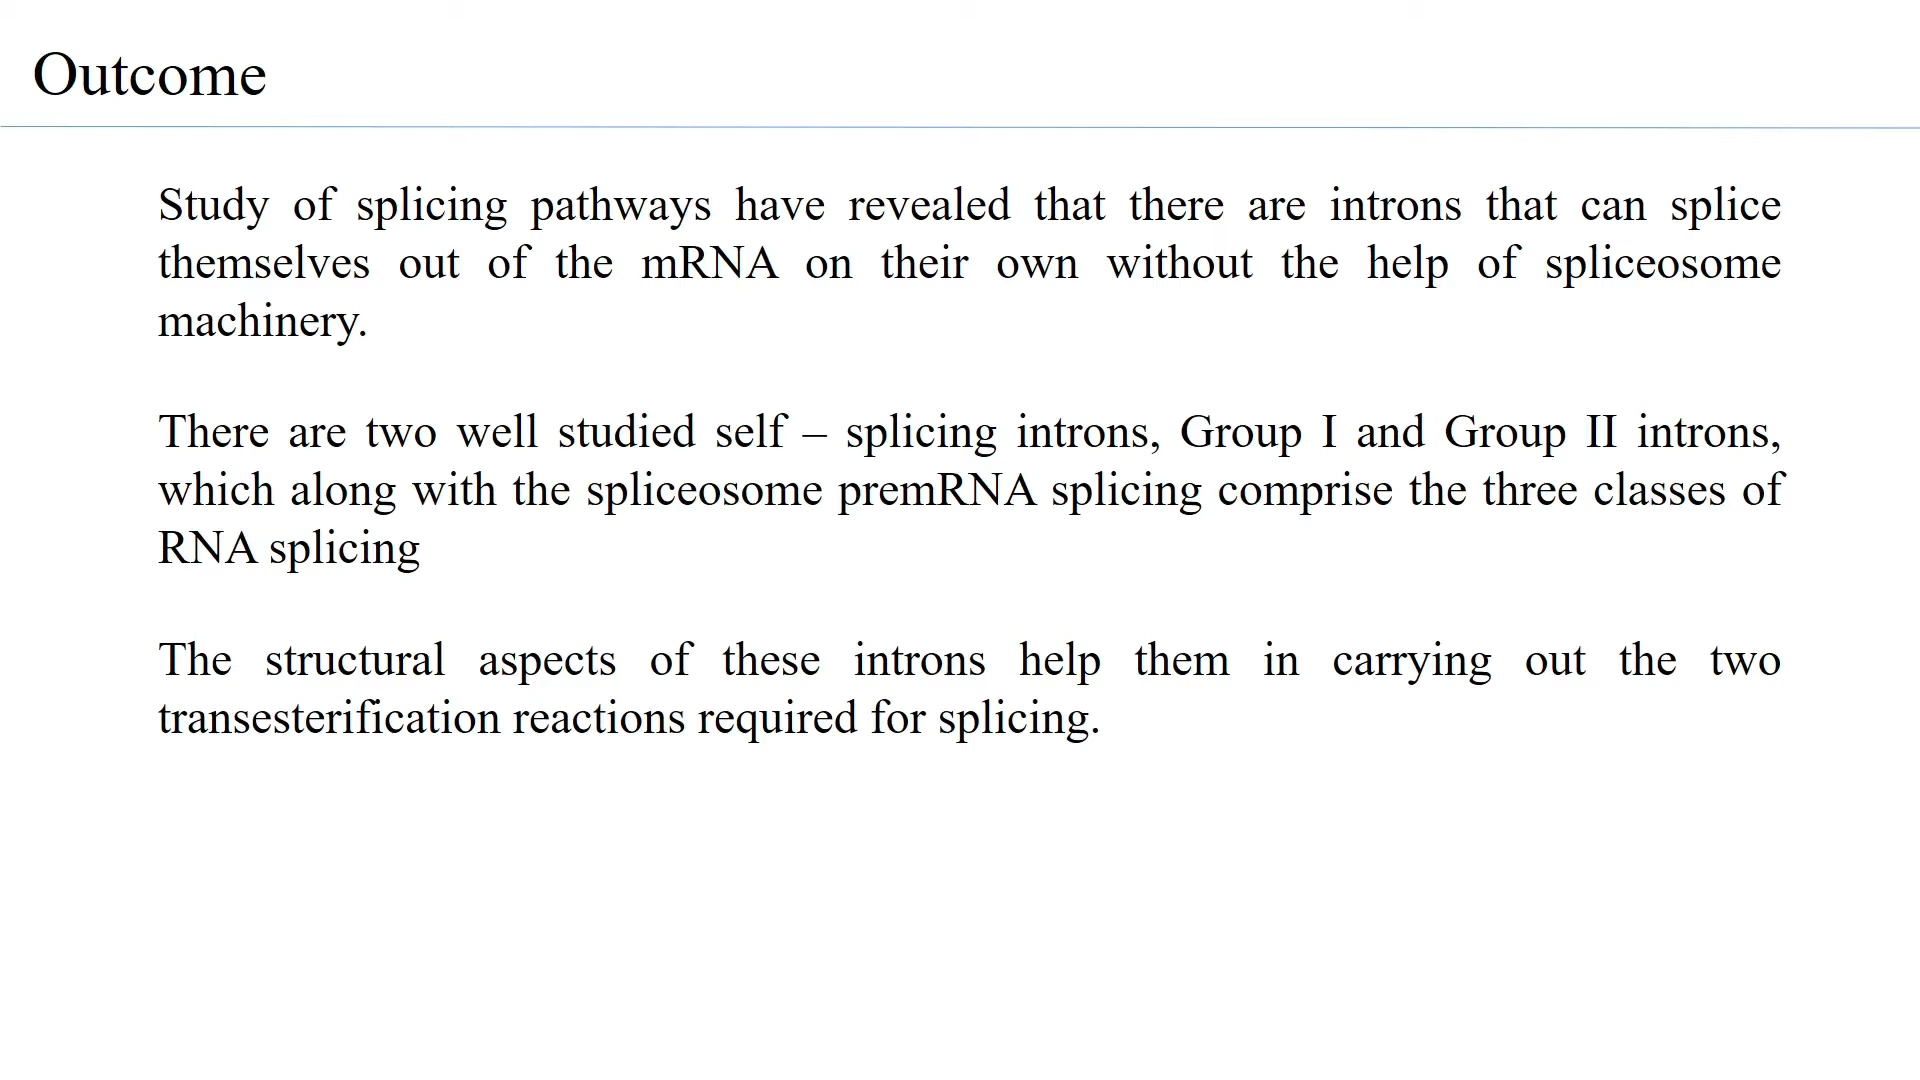 Outcome
Study of splicing pathways have revealed that there are introns that can splice
themselves out of the mRNA on their own without the help of spliceosome
machinery.
There are two well studied self – splicing introns, Group I and Group II introns,
which along with the spliceosome premRNA splicing comprise the three classes of
RNA splicing
The structural aspects of these introns help them in carrying out the two
transesterification reactions required for splicing.